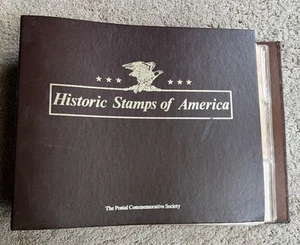 Historic Stamps of America
The Postal Commemorative Society